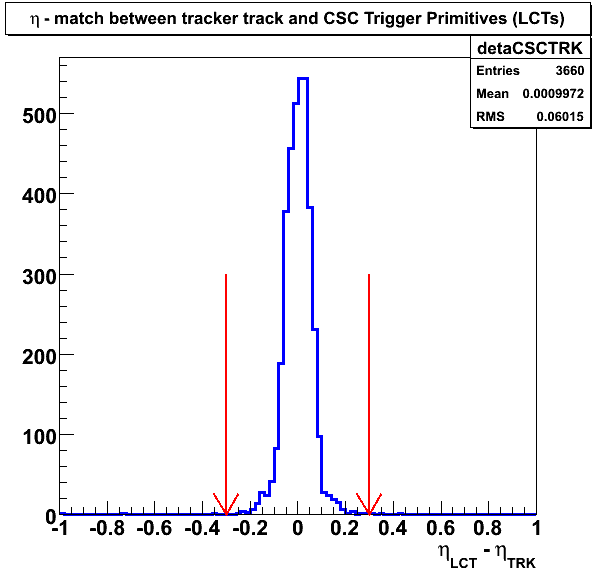 η - match between tracker track and CSC Trigger Primitives (LCTs)
detaCSCTRK
Entries 3660
Mean 0.0009972
RMS 0.06015
500
400
300
200
100
0
-1 -0.8 -0.6 -0.4 -0.2 0 0.2 0.4 0.6 0.8 1
η_LCT - η_TRK